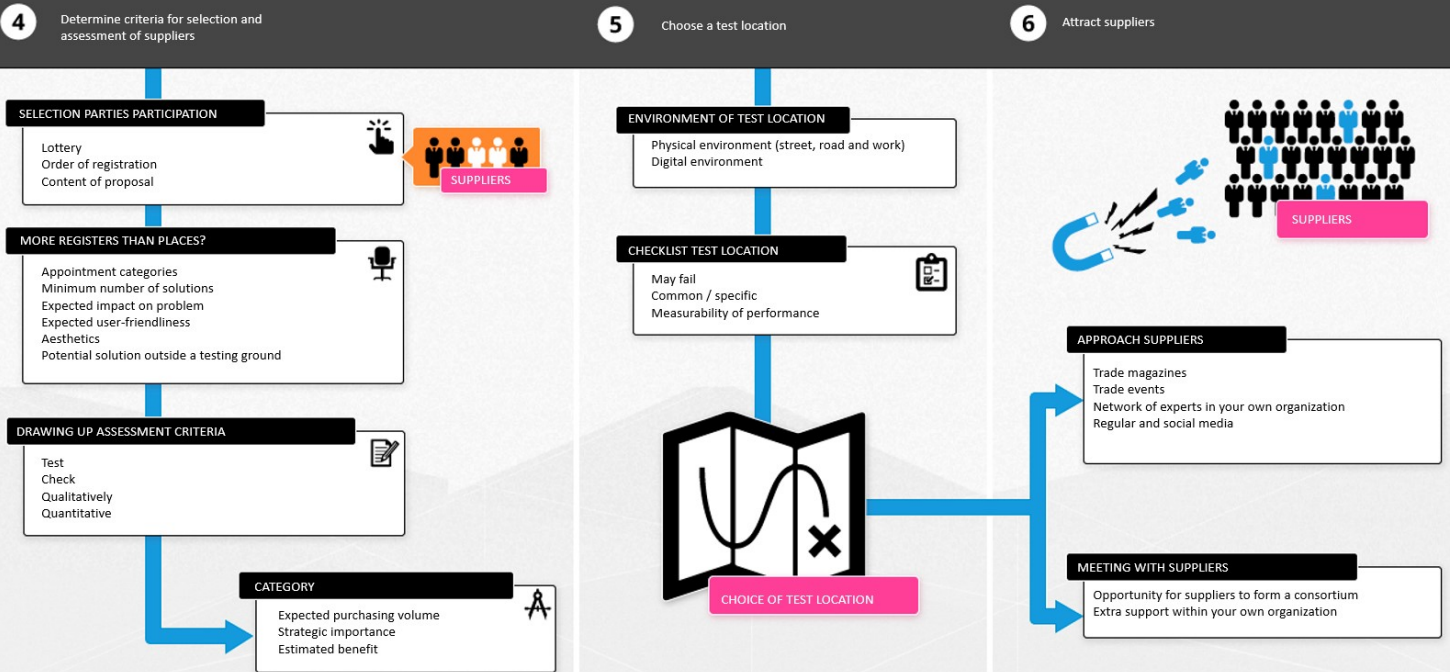 4
Determine criteria for selection and
assessment of suppliers
SELECTION PARTIES PARTICIPATION
Lottery
Order of registration
Content of proposal
SUPPLIERS
MORE REGISTERS THAN PLACES?
Appointment categories
Minimum number of solutions
Expected impact on problem
Expected user-friendliness
Aesthetics
Potential solution outside a testing ground
DRAWING UP ASSESSMENT CRITERIA
Test
Check
Qualitatively
Quantitative
CATEGORY
Expected purchasing volume
Strategic importance
Estimated benefit
5
Choose a test location
ENVIRONMENT OF TEST LOCATION
Physical environment (street, road and work)
Digital environment
CHECKLIST TEST LOCATION
May fail
Common / specific
Measurability of performance
CHOICE OF TEST LOCATION
6
Attract suppliers
SUPPLIERS
APPROACH SUPPLIERS
Trade magazines
Trade events
Network of experts in your own organization
Regular and social media
MEETING WITH SUPPLIERS
Opportunity for suppliers to form a consortium
Extra support within your own organization